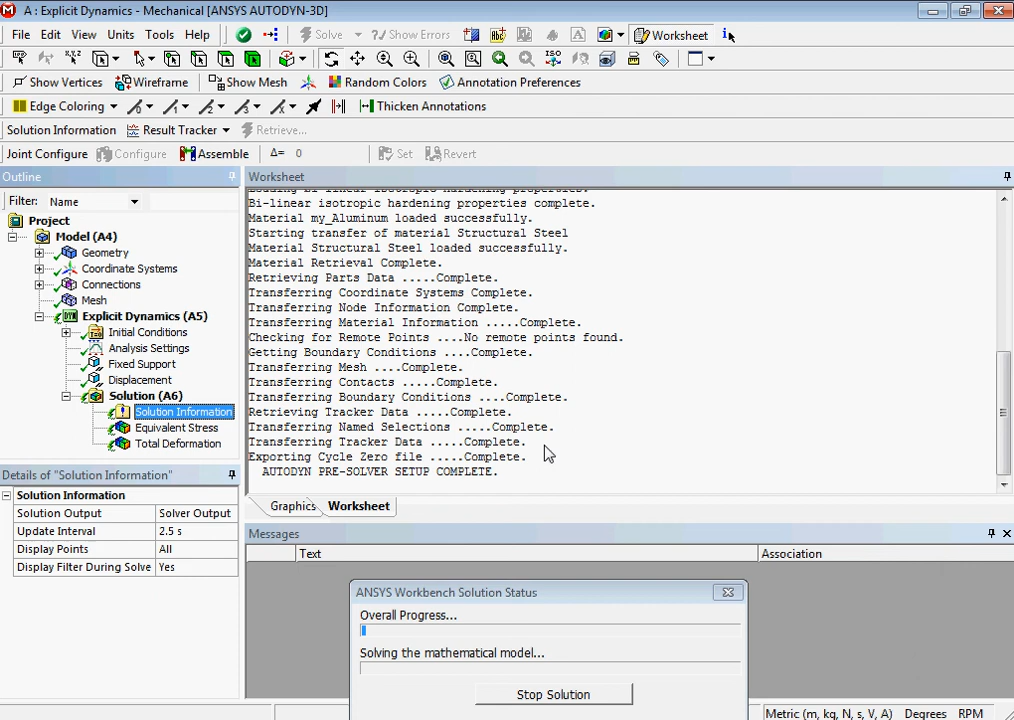 A : Explicit Dynamics - Mechanical [ANSYS AUTODYN-3D]
File Edit View Units Tools Help Solve Show Errors Worksheet
Show Vertices Wireframe Show Mesh Random Colors Annotation Preferences
Edge Coloring Thicken Annotations
Solution Information Result Tracker Retrieve...
Joint Configure Configure Assemble Δ= 0 Set Revert
Outline
Filter: Name
Project
Model (A4)
Geometry
Coordinate Systems
Connections
Mesh
Explicit Dynamics (A5)
Initial Conditions
Analysis Settings
Fixed Support
Displacement
Solution (A6)
Solution Information
Equivalent Stress
Total Deformation
Details of "Solution Information"
Solution Information
Solution Output Solver Output
Update Interval 2.5 s
Display Points All
Display Filter During Solve Yes
Worksheet
Loading bi-linear isotropic hardening properties.
Bi-linear isotropic hardening properties complete.
Material my_Aluminum loaded successfully.
Starting transfer of material Structural Steel
Material Structural Steel loaded successfully.
Material Retrieval Complete.
Retrieving Parts Data .....Complete.
Transferring Coordinate Systems Complete.
Transferring Node Information Complete.
Transferring Material Information .....Complete.
Checking for Remote Points ....No remote points found.
Getting Boundary Conditions ....Complete.
Transferring Mesh ....Complete.
Transferring Contacts .....Complete.
Transferring Boundary Conditions ....Complete.
Retrieving Tracker Data .....Complete.
Transferring Named Selections .....Complete.
Transferring Tracker Data .....Complete.
Exporting Cycle Zero file .....Complete.
AUTODYN PRE-SOLVER SETUP COMPLETE.
Graphics Worksheet
Messages
Text Association
ANSYS Workbench Solution Status
Overall Progress...
Solving the mathematical model...
Stop Solution
Metric (m, kg, N, s, V, A) Degrees RPM